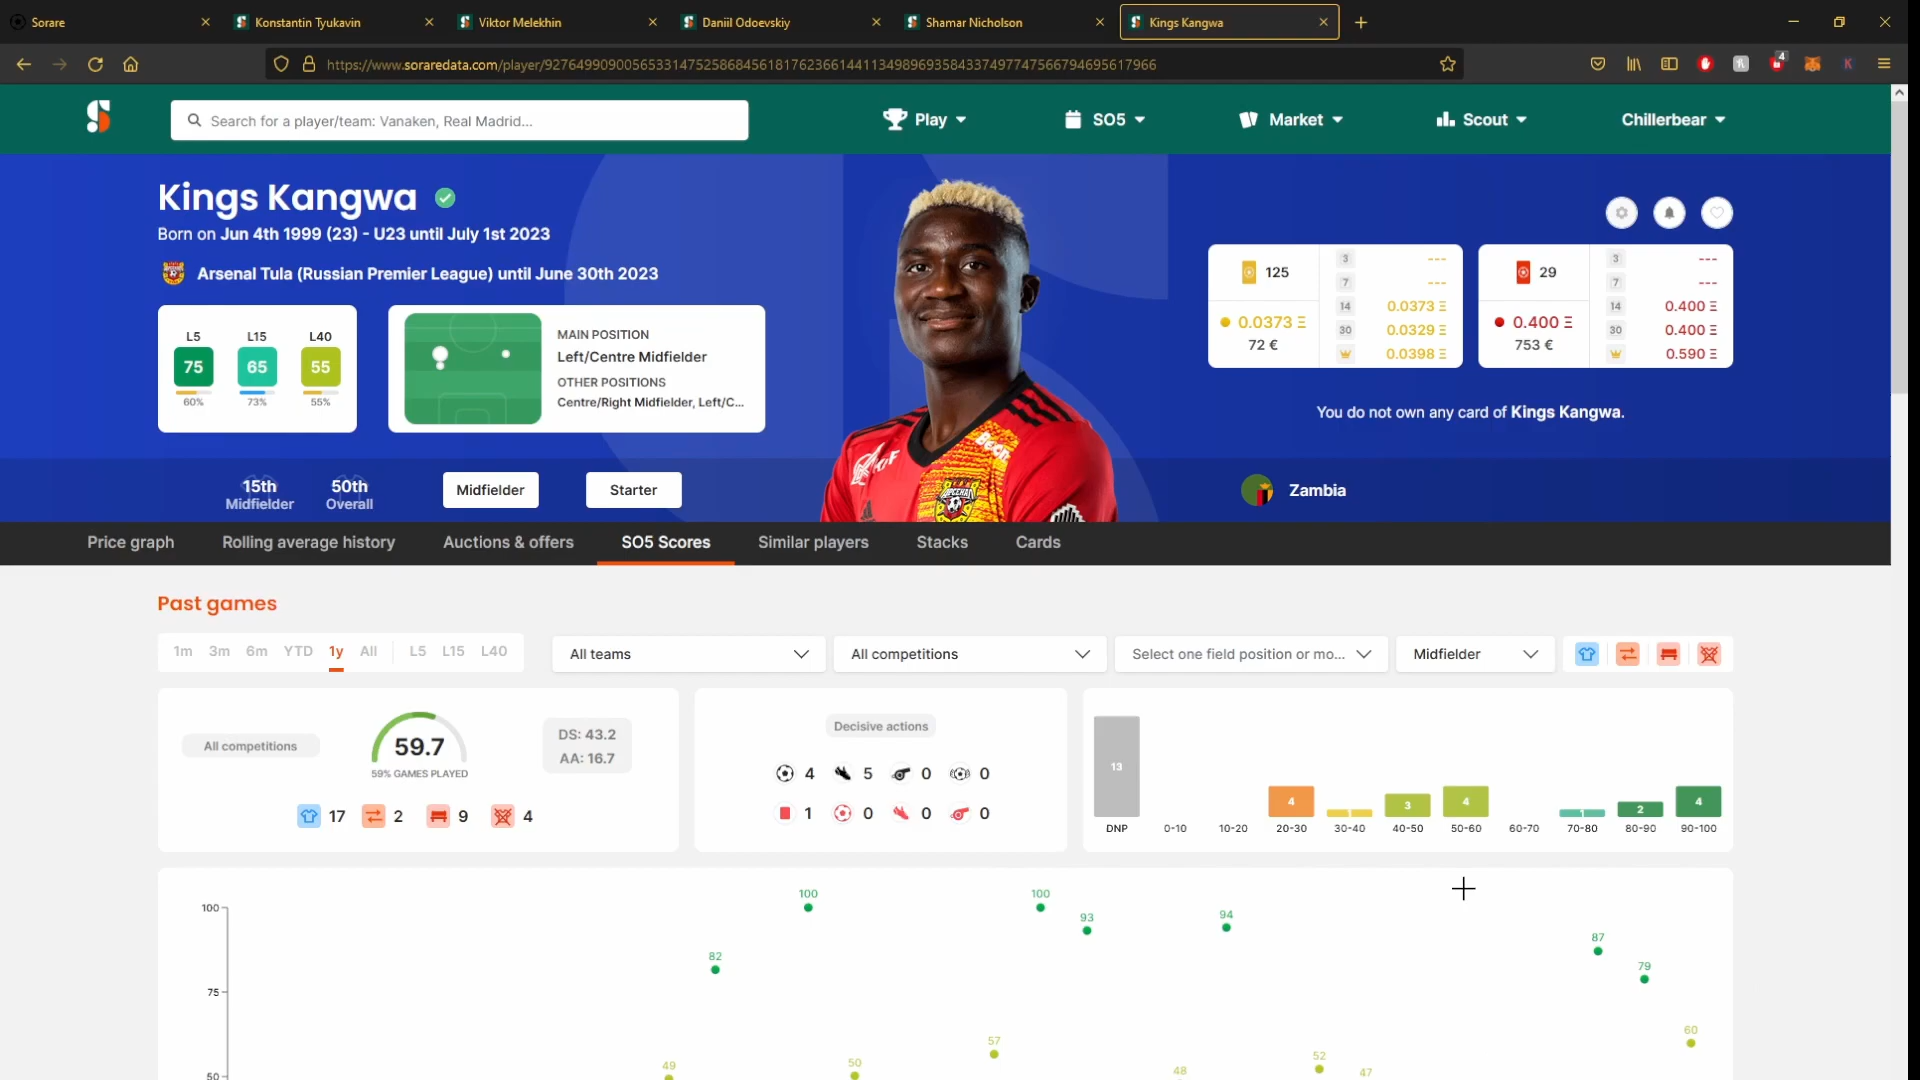 Sorare
Konstantin Tyukavin
Viktor Melekhin
Daniil Odoevskiy
Shamar Nicholson
Kings Kangwa
https://www.soraredata.com/player/92764990900565331475258684561817623661441134989693584337497747566794695617966
4
Search for a player/team: Vanaken, Real Madrid...
Play
SO5
Market
Scout
Chillerbear
Kings Kangwa
Born on Jun 4th 1999 (23) - U23 until July 1st 2023
Arsenal Tula (Russian Premier League) until June 30th 2023
L5 L15 L40
75 65 55
60% 73% 55%
MAIN POSITION
Left/Centre Midfielder
OTHER POSITIONS
Centre/Right Midfielder, Left/C...
125
0.0373 Ξ
72 €
3 ---
7 ---
14 0.0373 Ξ
30 0.0329 Ξ
0.0398 Ξ
29
0.400 Ξ
753 €
3 ---
7 ---
14 0.400 Ξ
30 0.400 Ξ
0.590 Ξ
You do not own any card of Kings Kangwa.
15th
Midfielder
50th
Overall
Midfielder
Starter
Zambia
Price graph
Rolling average history
Auctions & offers
SO5 Scores
Similar players
Stacks
Cards
Past games
1m 3m 6m YTD 1y All L5 L15 L40
All teams
All competitions
Select one field position or mo...
Midfielder
All competitions
59.7
59% GAMES PLAYED
DS: 43.2
AA: 16.7
17 2 9 4
Decisive actions
4 5 0 0
1 0 0 0
13 4 3 4 2 4
DNP 0-10 10-20 20-30 30-40 40-50 50-60 60-70 70-80 80-90 90-100
100
75
50
49
82
100
50
57
100
93
48
94
52
47
87
79
60